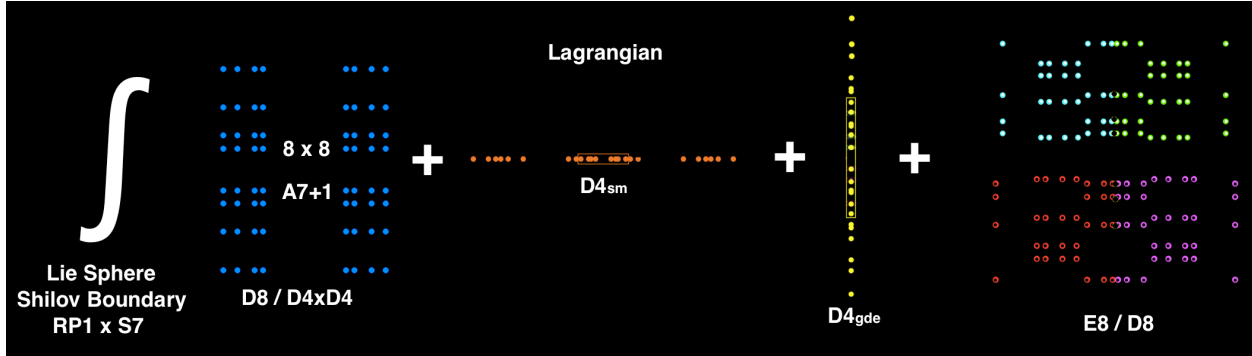 Lagrangian
∫
8 x 8
A7+1
+
D4sm
+
D4gde
+
Lie Sphere
Shilov Boundary
RP1 x S7
D8 / D4xD4
E8 / D8